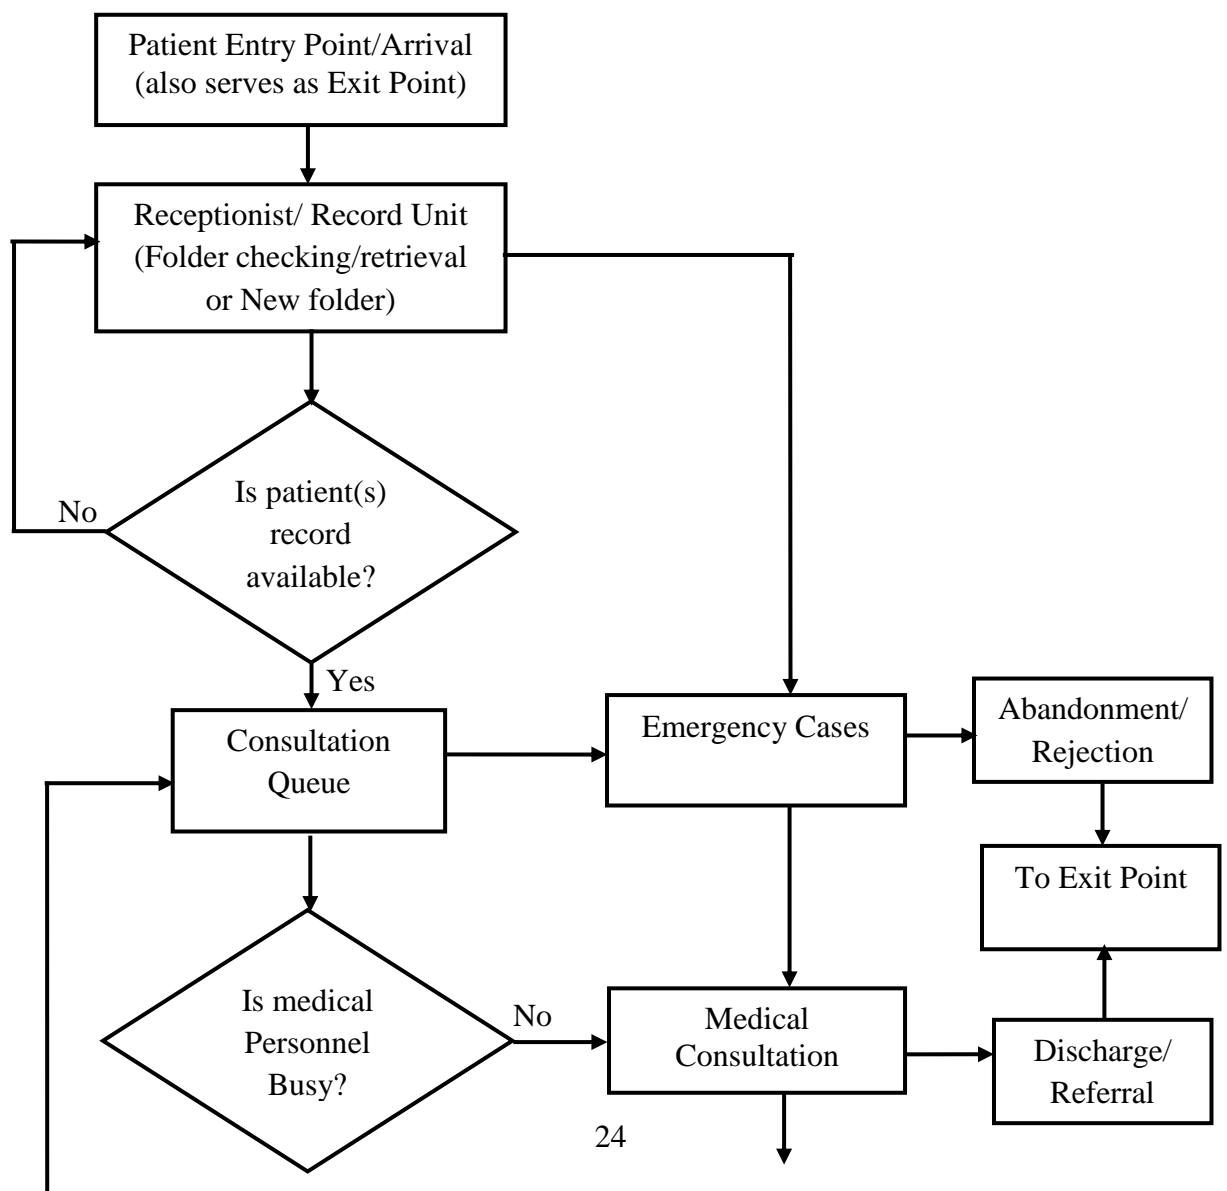 Patient Entry Point/Arrival
(also serves as Exit Point)
Receptionist/ Record Unit
(Folder checking/retrieval
or New folder)
No
Is patient(s)
record
available?
Yes
Consultation
Queue
Emergency Cases
Abandonment/
Rejection
To Exit Point
Is medical
Personnel
Busy?
No
Medical
Consultation
Discharge/
Referral
24